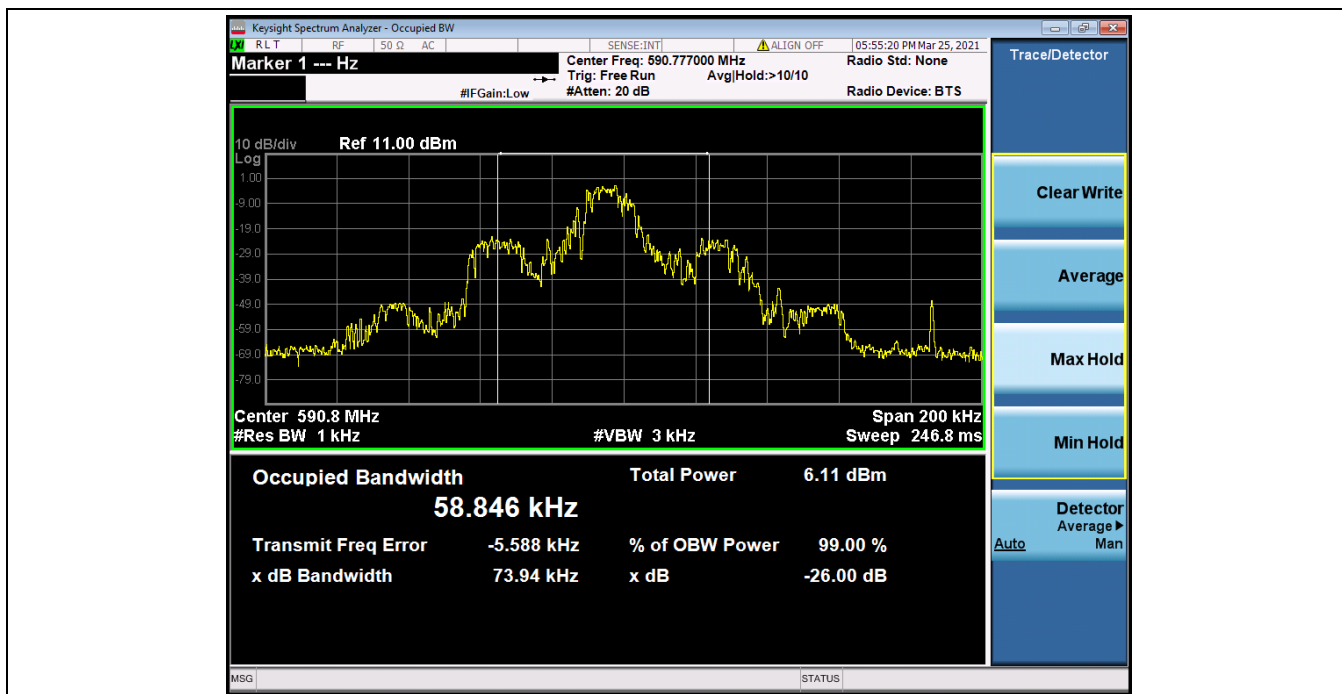 Keysight Spectrum Analyzer - Occupied BW
LXI RLT RF 50 Ω AC SENSE:INT ALIGN OFF 05:55:20 PM Mar 25, 2021
Marker 1 --- Hz
Center Freq: 590.777000 MHz Radio Std: None
Trig: Free Run Avg|Hold:>10/10
#IFGain:Low #Atten: 20 dB Radio Device: BTS
10 dB/div Ref 11.00 dBm
Log
1.00
-9.00
-19.0
-29.0
-39.0
-49.0
-59.0
-69.0
-79.0
Center 590.8 MHz Span 200 kHz
#Res BW 1 kHz #VBW 3 kHz Sweep 246.8 ms
Occupied Bandwidth Total Power 6.11 dBm
58.846 kHz
Transmit Freq Error -5.588 kHz % of OBW Power 99.00 %
x dB Bandwidth 73.94 kHz x dB -26.00 dB
MSG STATUS
Trace/Detector
Clear Write
Average
Max Hold
Min Hold
Detector
Average
Auto Man